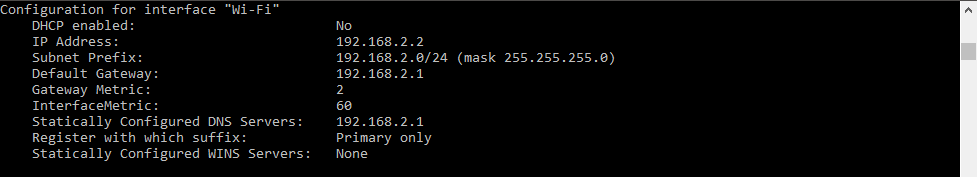 Configuration for interface "Wi-Fi"
DHCP enabled: No
IP Address: 192.168.2.2
Subnet Prefix: 192.168.2.0/24 (mask 255.255.255.0)
Default Gateway: 192.168.2.1
Gateway Metric: 2
InterfaceMetric: 60
Statically Configured DNS Servers: 192.168.2.1
Register with which suffix: Primary only
Statically Configured WINS Servers: None